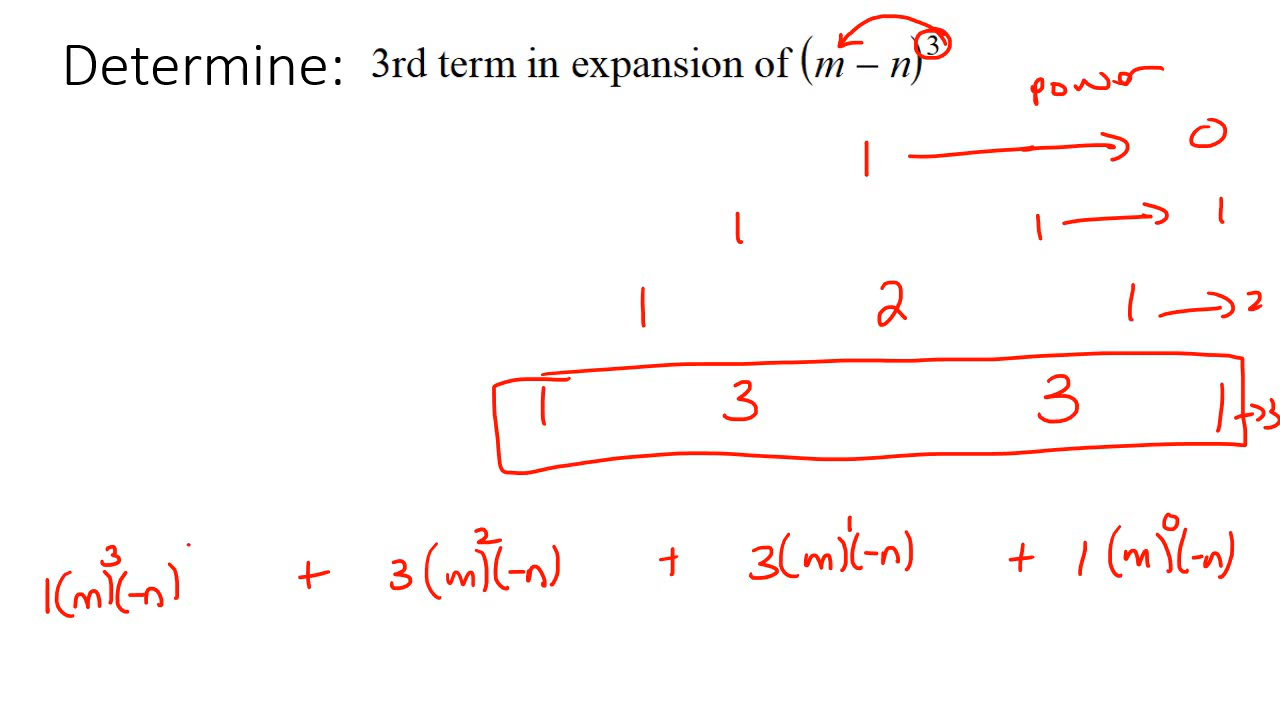 Determine: 3rd term in expansion of (m − n)³
power
1 → 0
1 1 → 1
1 2 1 → 2
1 3 3 1 → 3
1(m)³(-n) + 3(m)²(-n) + 3(m)¹(-n) + 1(m)⁰(-n)